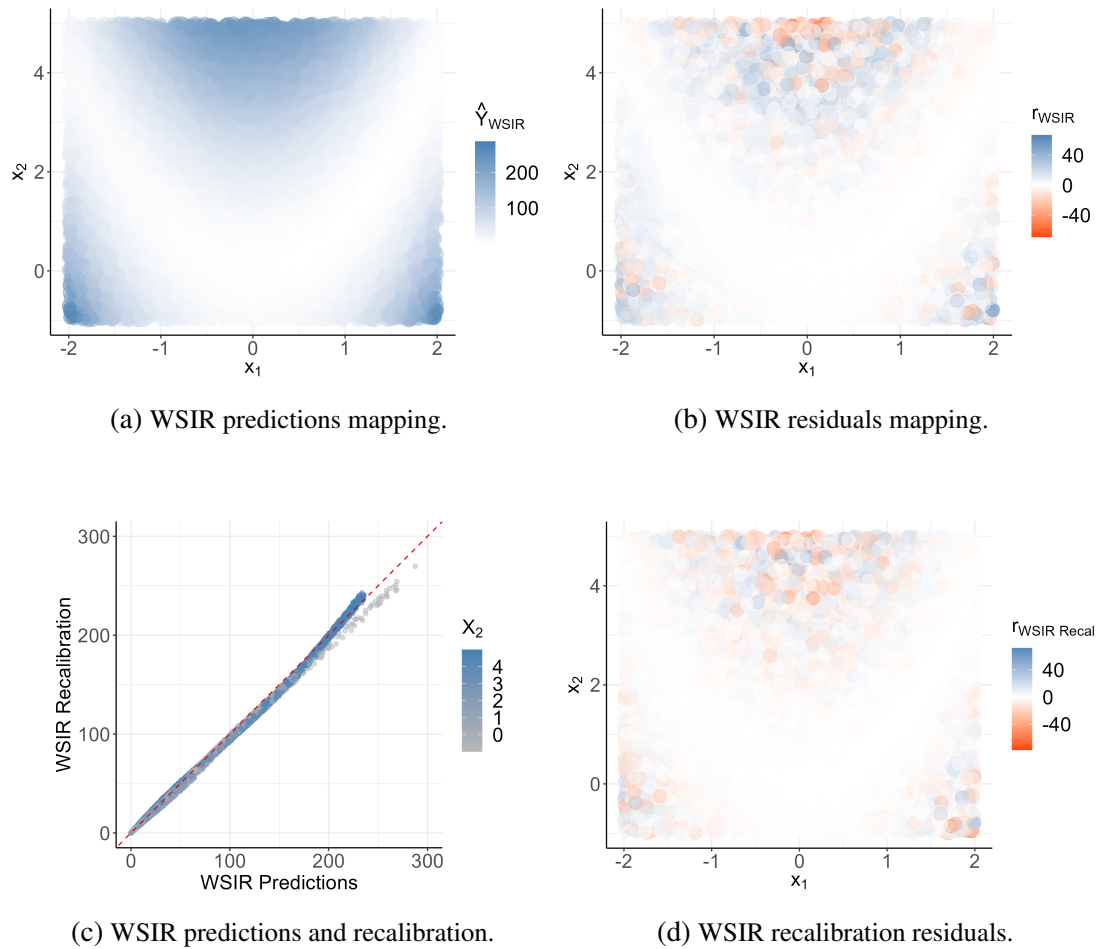 4
2
0
-2
-1
0
1
2
x₂
x₁
Ŷ_WSIR
200
100
(a) WSIR predictions mapping.
4
2
0
-2
-1
0
1
2
x₂
x₁
r_WSIR
40
0
-40
(b) WSIR residuals mapping.
300
200
100
0
0
100
200
300
WSIR Recalibration
WSIR Predictions
X₂
4
3
2
1
0
(c) WSIR predictions and recalibration.
4
2
0
-2
-1
0
1
2
x₂
x₁
r_WSIR Recal
40
0
-40
(d) WSIR recalibration residuals.